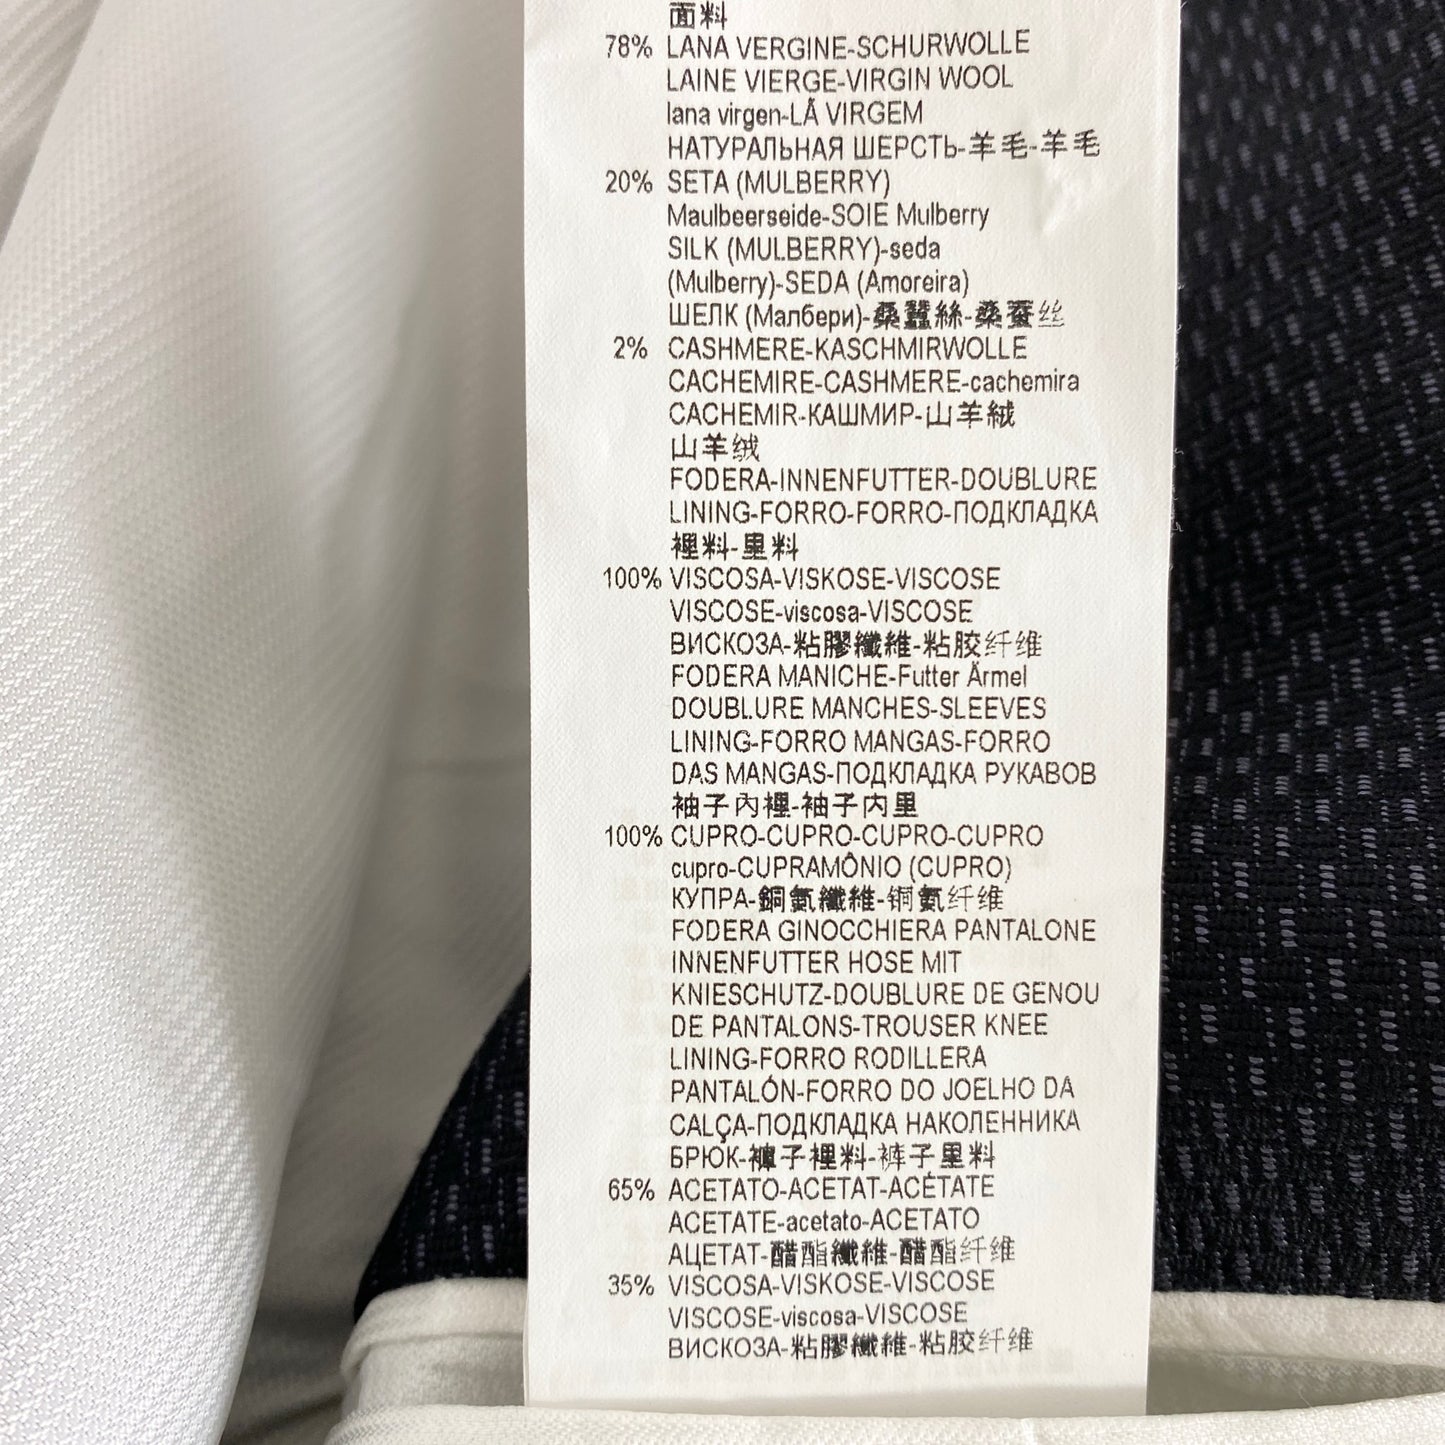 面料
78% LANA VERGINE-SCHURWOLLE
LAINE VIERGE-VIRGIN WOOL
lana virgen-LÃ VIRGEM
НАТУРАЛЬНАЯ ШЕРСТЬ-羊毛-羊毛
20% SETA (MULBERRY)
Maulbeerseide-SOIE Mulberry
SILK (MULBERRY)-seda
(Mulberry)-SEDA (Amoreira)
ШЕЛК (Малбери)-桑蠶絲-桑蚕丝
2% CASHMERE-KASCHMIRWOLLE
CACHEMIRE-CASHMERE-cachemira
CACHEMIR-КАШМИР-山羊絨
山羊绒
FODERA-INNENFUTTER-DOUBLURE
LINING-FORRO-FORRO-ПОДКЛАДКА
裡料-里料
100% VISCOSA-VISKOSE-VISCOSE
VISCOSE-viscosa-VISCOSE
ВИСКОЗА-粘膠纖維-粘胶纤维
FODERA MANICHE-Futter Ärmel
DOUBLURE MANCHES-SLEEVES
LINING-FORRO MANGAS-FORRO
DAS MANGAS-ПОДКЛАДКА РУКАВОВ
袖子內裡-袖子内里
100% CUPRO-CUPRO-CUPRO-CUPRO
cupro-CUPRAMÔNIO (CUPRO)
КУПРА-銅氨纖維-铜氨纤维
FODERA GINOCCHIERA PANTALONE
INNENFUTTER HOSE MIT
KNIESCHUTZ-DOUBLURE DE GENOU
DE PANTALONS-TROUSER KNEE
LINING-FORRO RODILLERA
PANTALÓN-FORRO DO JOELHO DA
CALÇA-ПОДКЛАДКА НАКОЛЕННИКА
БРЮК-褲子裡料-裤子里料
65% ACETATO-ACETAT-ACÉTATE
ACETATE-acetato-ACETATO
АЦЕТАТ-醋酯纖維-醋酯纤维
35% VISCOSA-VISKOSE-VISCOSE
VISCOSE-viscosa-VISCOSE
ВИСКОЗА-粘膠纖維-粘胶纤维